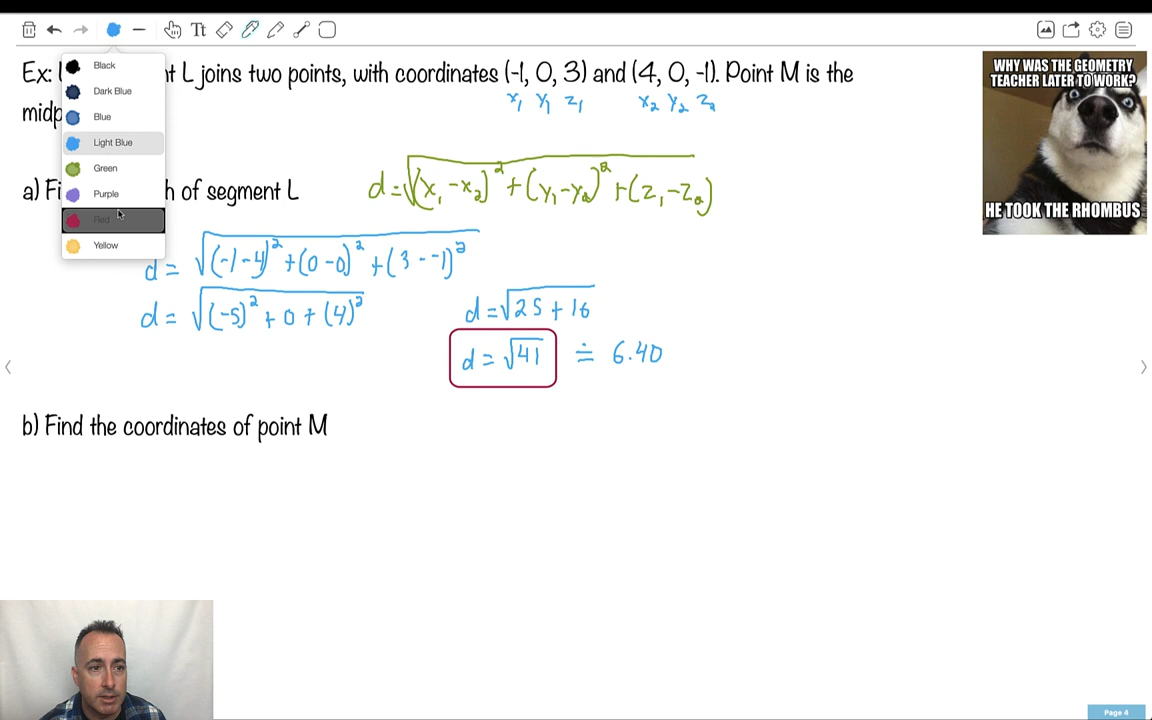 Black
Dark Blue
Blue
Light Blue
Green
Purple
Red
Yellow
Tt
Ex: t L joins two points, with coordinates (-1, 0, 3) and (4, 0, -1). Point M is the
x₁ y₁ z₁ x₂ y₂ z₂
midp
a) Fi h of segment L
d=√(x₁-x₂)²+(y₁-y₂)²+(z₁-z₂)
d = √(-1-4)²+(0-0)²+(3--1)²
d = √(-5)²+0+(4)²
d=√25+16
d = √41 ≐ 6.40
b) Find the coordinates of point M
WHY WAS THE GEOMETRY
TEACHER LATER TO WORK?
HE TOOK THE RHOMBUS
Page 4